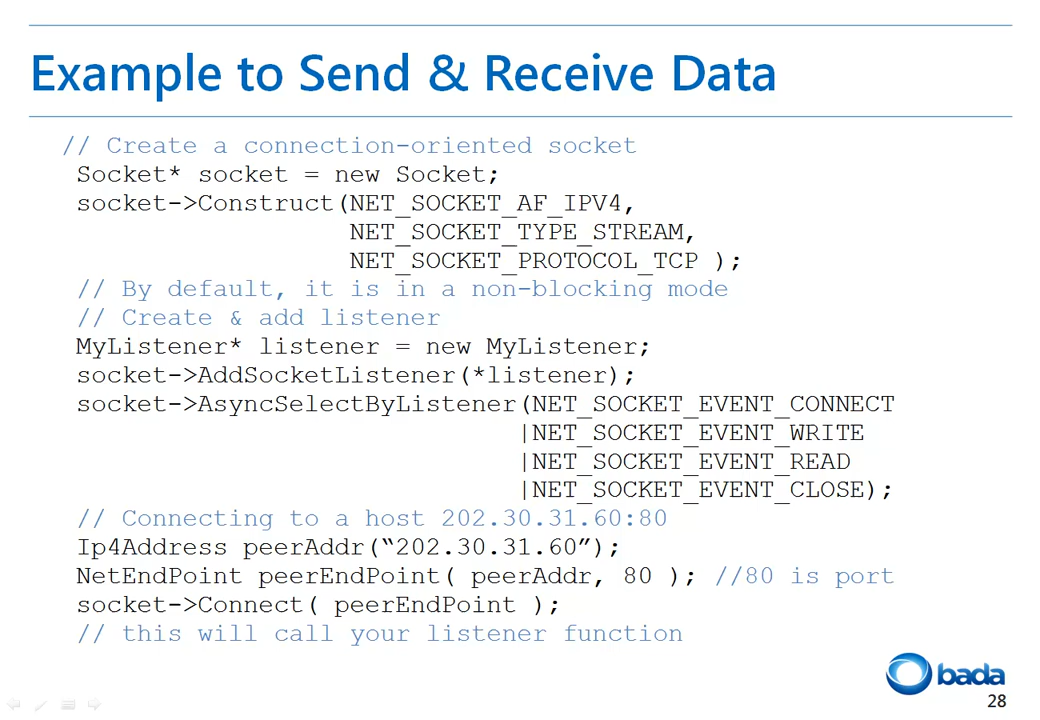 Example to Send & Receive Data
// Create a connection-oriented socket
Socket* socket = new Socket;
socket->Construct(NET_SOCKET_AF_IPV4,
NET_SOCKET_TYPE_STREAM,
NET_SOCKET_PROTOCOL_TCP );
// By default, it is in a non-blocking mode
// Create & add listener
MyListener* listener = new MyListener;
socket->AddSocketListener(*listener);
socket->AsyncSelectByListener(NET_SOCKET_EVENT_CONNECT
|NET_SOCKET_EVENT_WRITE
|NET_SOCKET_EVENT_READ
|NET_SOCKET_EVENT_CLOSE);
// Connecting to a host 202.30.31.60:80
Ip4Address peerAddr(“202.30.31.60”);
NetEndPoint peerEndPoint( peerAddr, 80 ); //80 is port
socket->Connect( peerEndPoint );
// this will call your listener function
bada
28